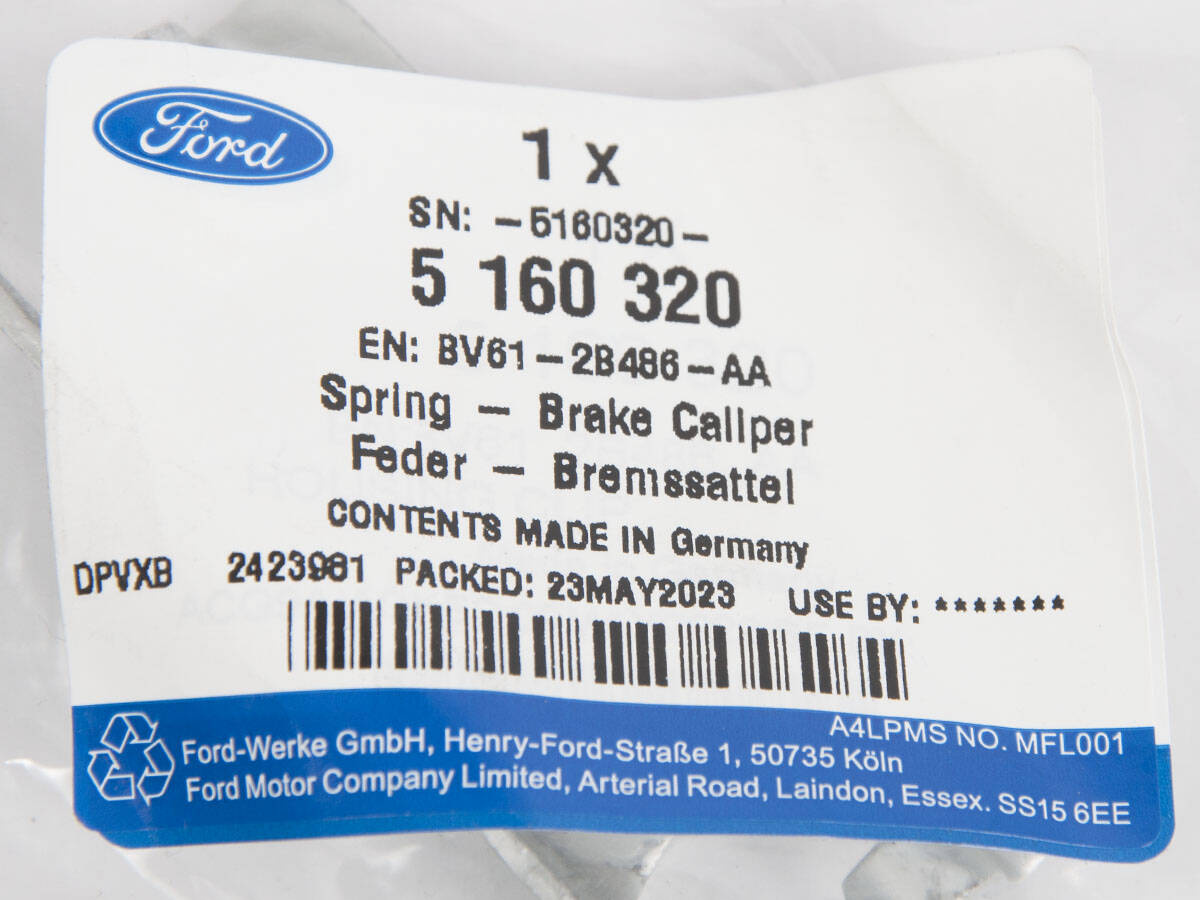 Ford
1 x
SN: -5160320-
5 160 320
EN: BV61-2B486-AA
Spring - Brake Caliper
Feder - Bremssattel
CONTENTS MADE IN Germany
DPVXB 2423981 PACKED: 23MAY2023 USE BY: *******
A4LPMS NO. MFL001
Ford-Werke GmbH, Henry-Ford-Straße 1, 50735 Köln
Ford Motor Company Limited, Arterial Road, Laindon, Essex. SS15 6EE